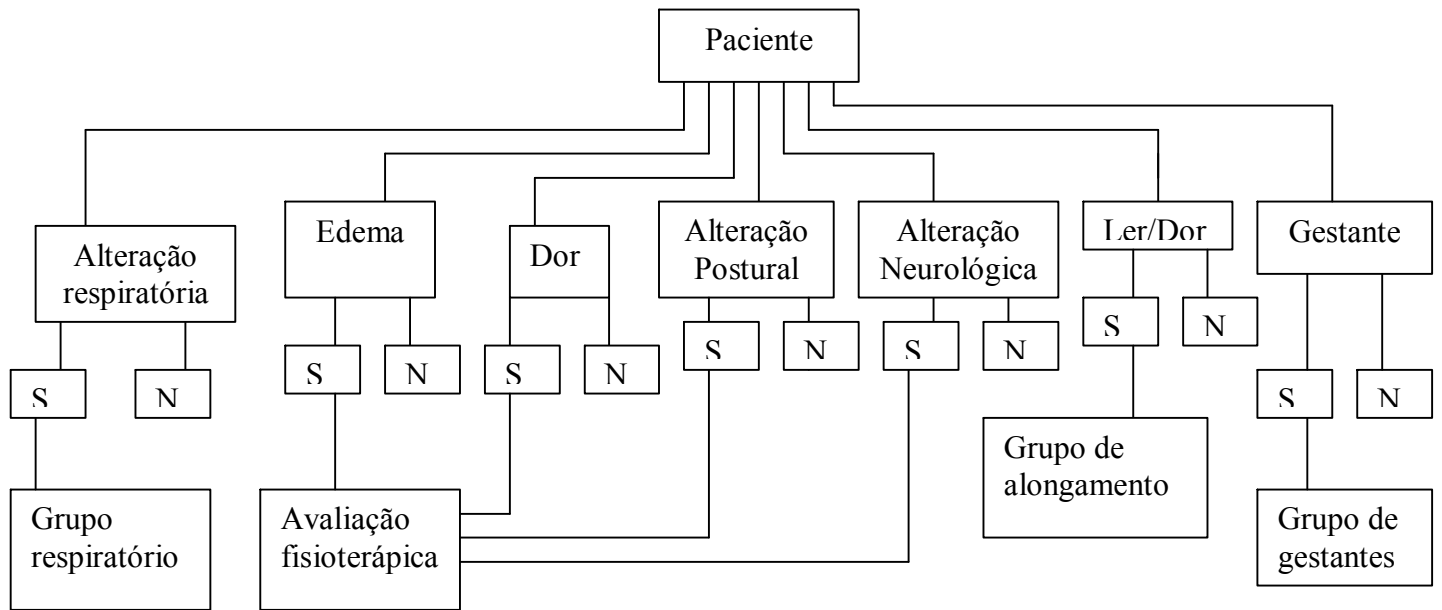 Paciente
Alteração
respiratória
Edema
Dor
Alteração
Postural
Alteração
Neurológica
Ler/Dor
Gestante
S
N
S
N
S
N
S
N
S
N
S
N
S
N
Grupo
respiratório
Avaliação
fisioterápica
Grupo de
alongamento
Grupo de
gestantes